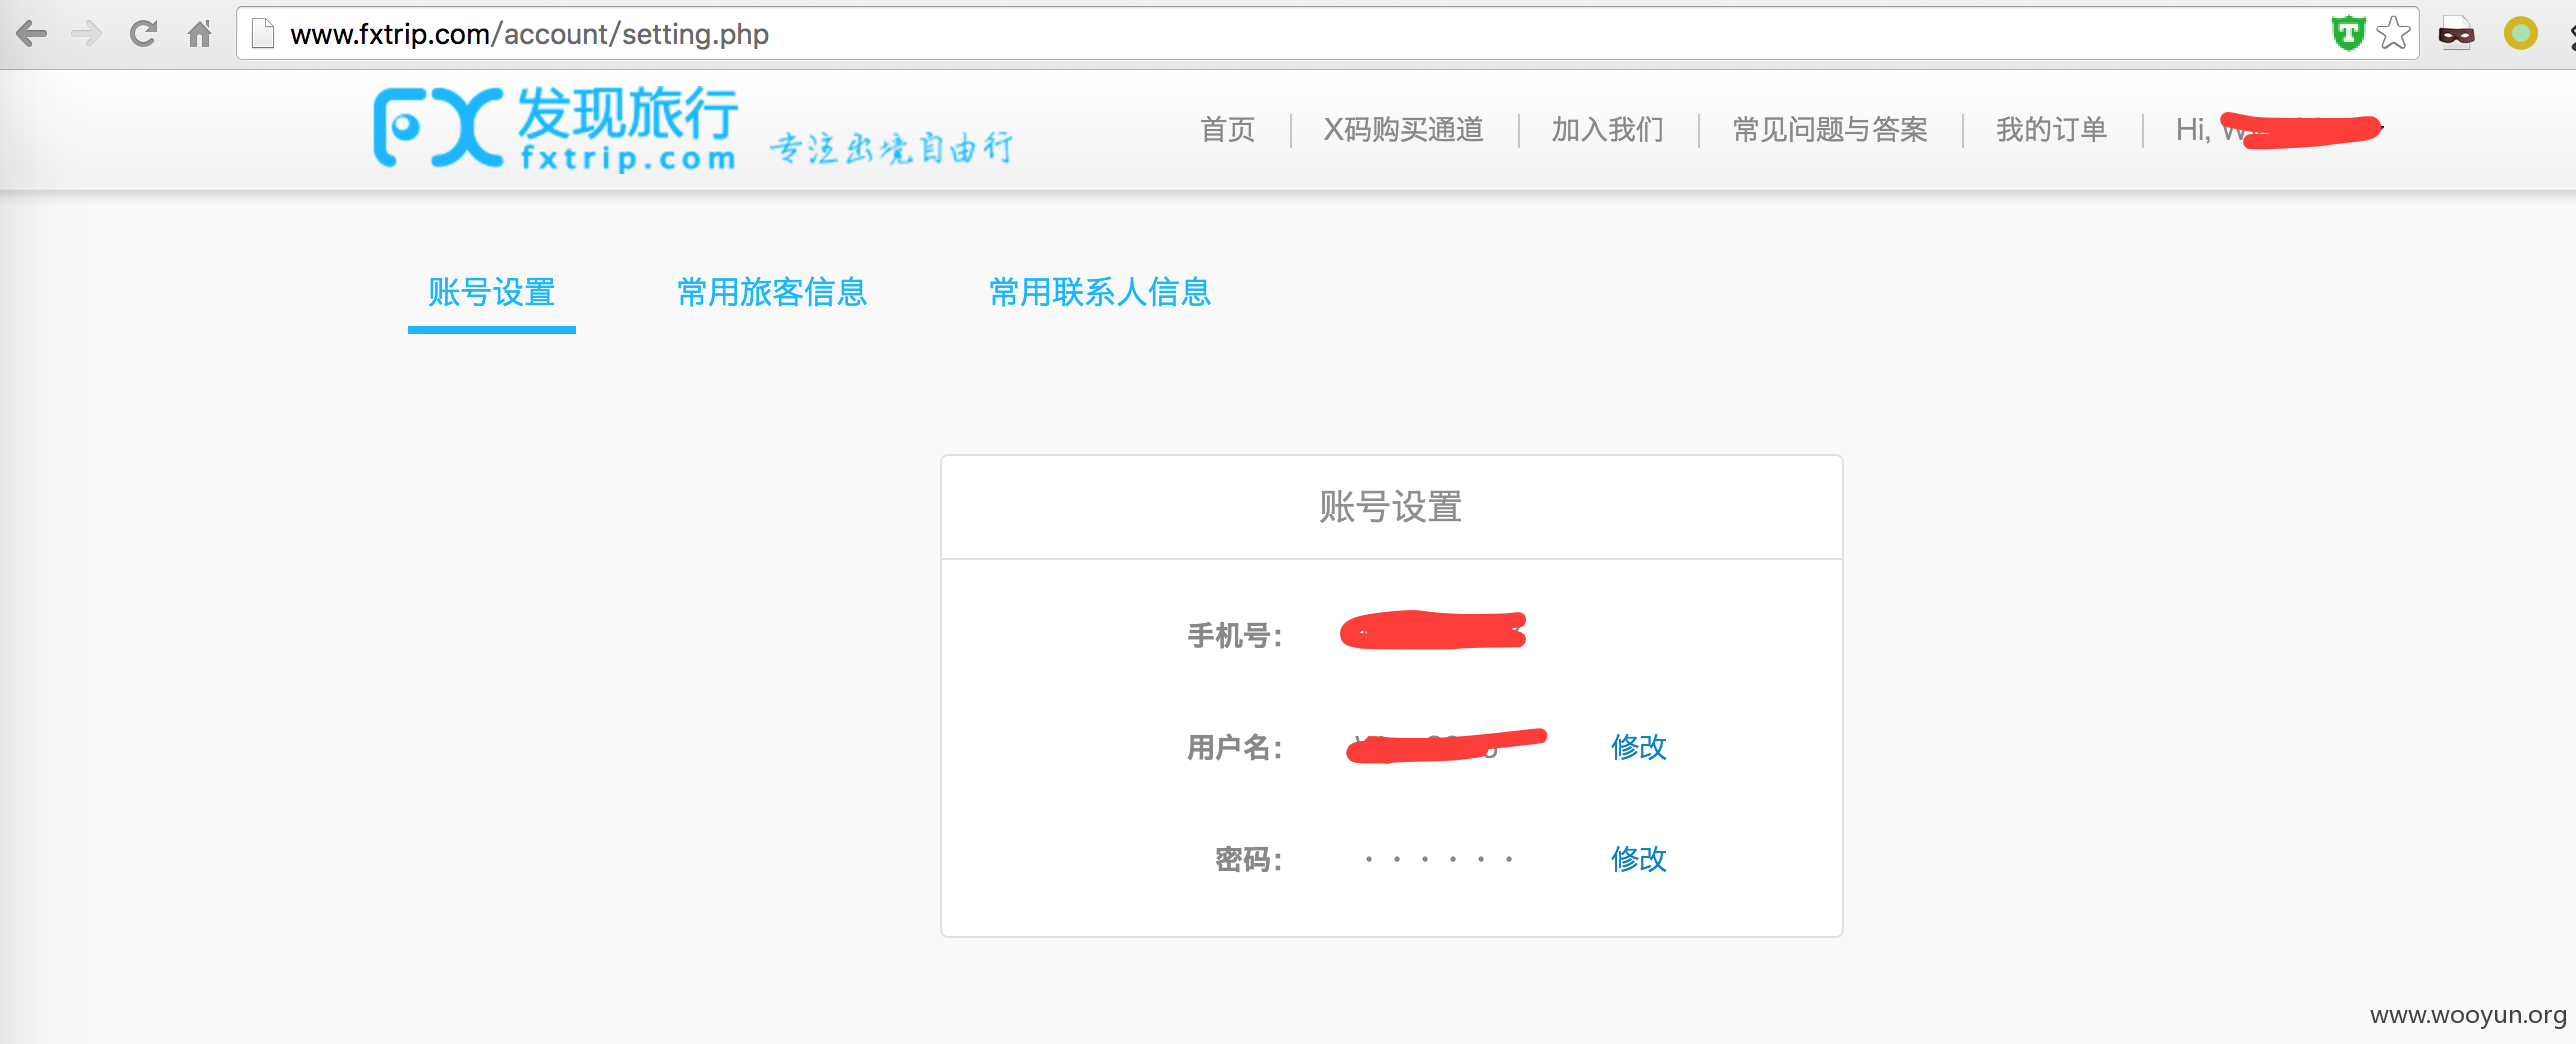 www.fxtrip.com/account/setting.php
发现旅行
fxtrip.com
专注出境自由行
首页
X码购买通道
加入我们
常见问题与答案
我的订单
Hi,
账号设置
常用旅客信息
常用联系人信息
账号设置
手机号:
用户名:
修改
密码:
······
修改
www.wooyun.org